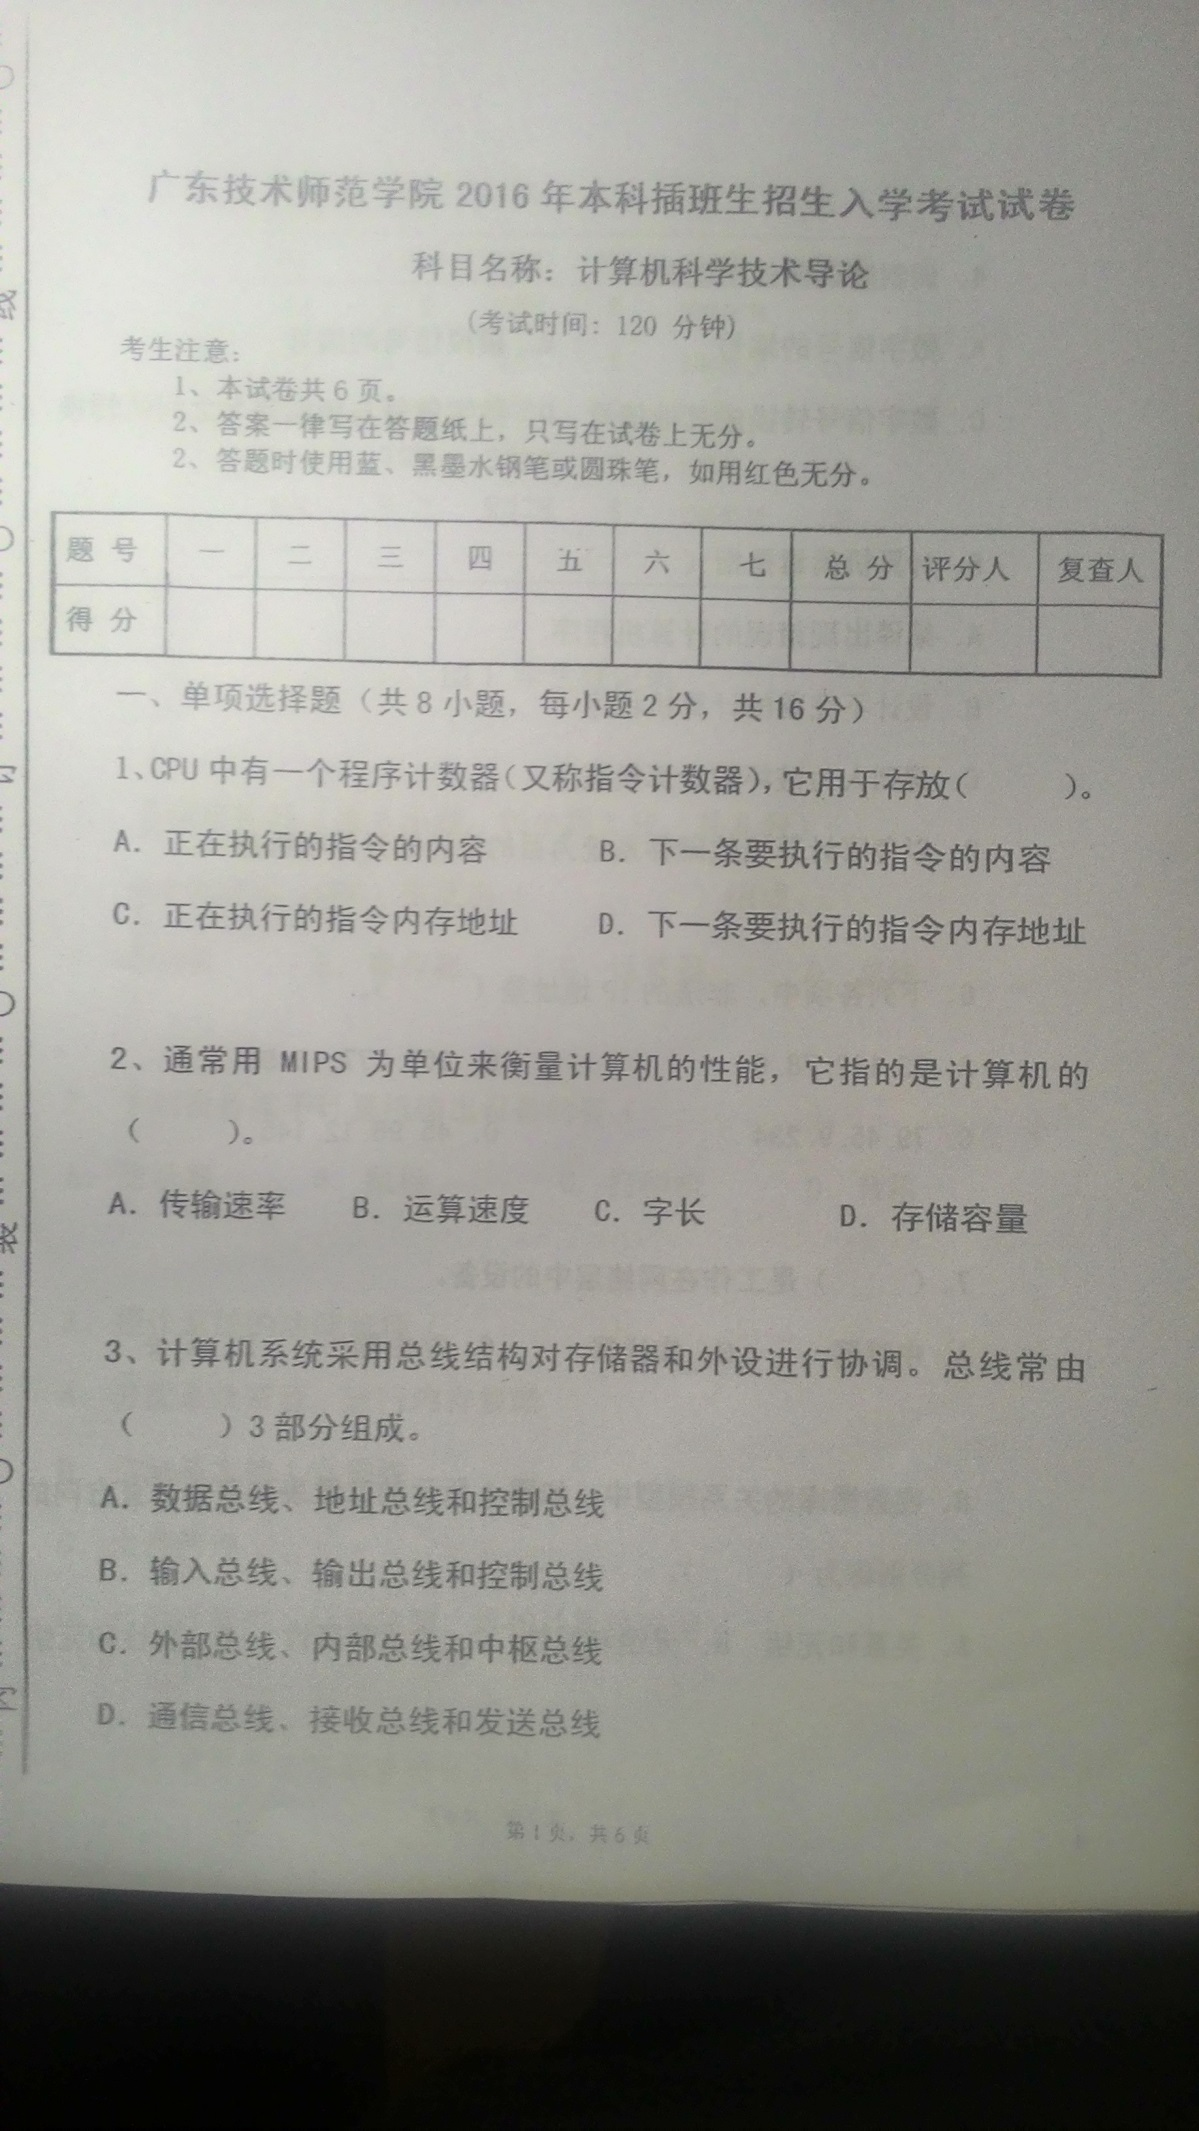 广东技术师范学院 2016 年本科插班生招生入学考试试卷
科目名称：计算机科学技术导论
(考试时间：120 分钟)
考生注意：
1、本试卷共 6 页。
2、答案一律写在答题纸上，只写在试卷上无分。
2、答题时使用蓝、黑墨水钢笔或圆珠笔，如用红色无分。
题 号 一 二 三 四 五 六 七 总 分 评分人 复查人
得 分
一、单项选择题（共 8 小题，每小题 2 分，共 16 分）
1、CPU 中有一个程序计数器（又称指令计数器），它用于存放（ ）。
A. 正在执行的指令的内容 B. 下一条要执行的指令的内容
C. 正在执行的指令内存地址 D. 下一条要执行的指令内存地址
2、通常用 MIPS 为单位来衡量计算机的性能，它指的是计算机的
（ ）。
A. 传输速率 B. 运算速度 C. 字长 D. 存储容量
3、计算机系统采用总线结构对存储器和外设进行协调。总线常由
（ ）3 部分组成。
A. 数据总线、地址总线和控制总线
B. 输入总线、输出总线和控制总线
C. 外部总线、内部总线和中枢总线
D. 通信总线、接收总线和发送总线
第 1 页，共 6 页